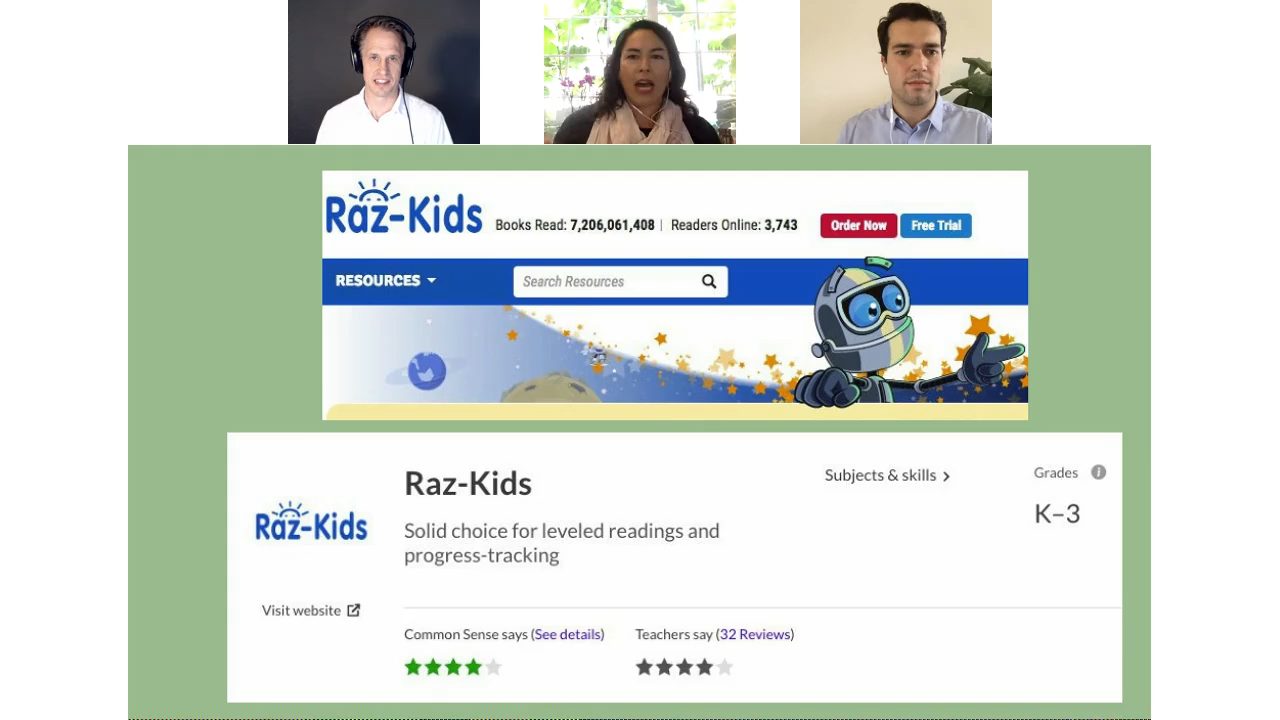 Raz-Kids
Books Read: 7,206,061,408 | Readers Online: 3,743
Order Now
Free Trial
RESOURCES
Search Resources
Raz-Kids
Raz-Kids
Solid choice for leveled readings and
progress-tracking
Subjects & skills >
Grades i
K–3
Visit website
Common Sense says (See details)
Teachers say (32 Reviews)